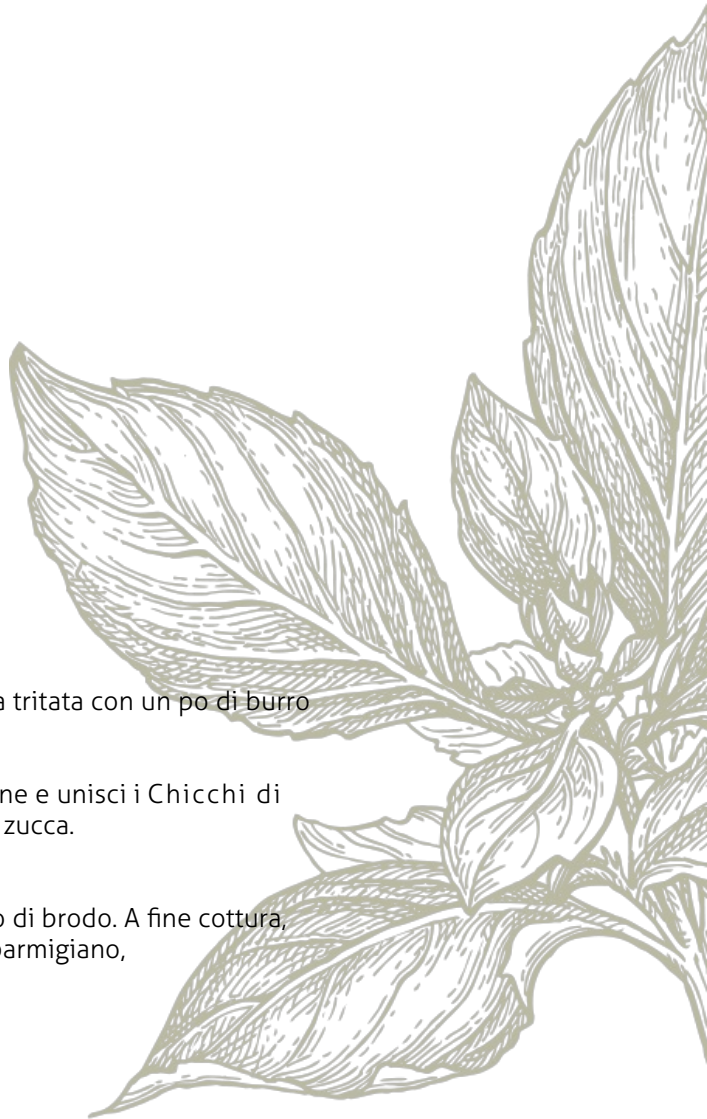 a tritata con un po di burro
ne e unisci i Chicchi di
zucca.
o di brodo. A fine cottura,
parmigiano,